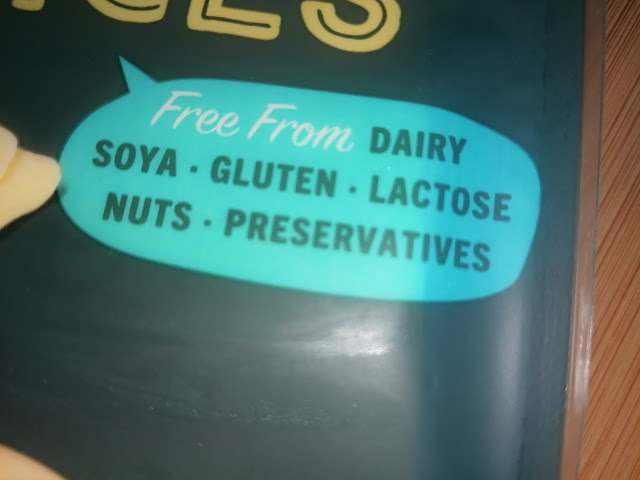 Free From DAIRY
SOYA · GLUTEN · LACTOSE
NUTS · PRESERVATIVES